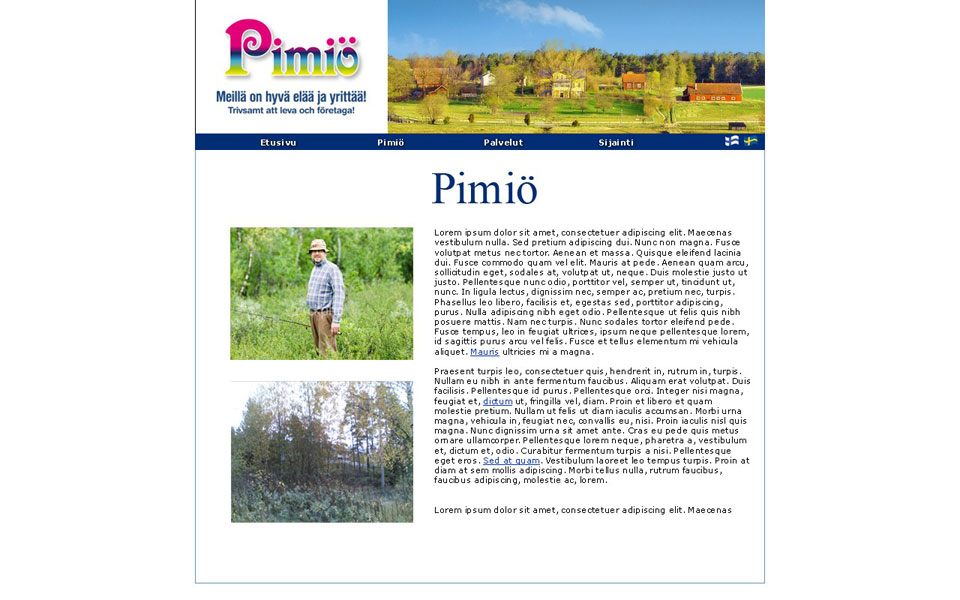 Pimiö
Meillä on hyvä elää ja yrittää!
Trivsamt att leva och företaga!
Etusivu Pimiö Palvelut Sijainti
Pimiö
Lorem ipsum dolor sit amet, consectetuer adipiscing elit. Maecenas
vestibulum nulla. Sed pretium adipiscing dui. Nunc non magna. Fusce
volutpat metus nec tortor. Aenean et massa. Quisque eleifend lacinia
dui. Fusce commodo quam vel elit. Mauris at pede. Aenean quam arcu,
sollicitudin eget, sodales at, volutpat ut, neque. Duis molestie justo ut
justo. Pellentesque nunc odio, porttitor vel, semper ut, tincidunt ut,
nunc. In ligula lectus, dignissim nec, semper ac, pretium nec, turpis.
Phasellus leo libero, facilisis et, egestas sed, porttitor adipiscing,
purus. Nulla adipiscing nibh eget odio. Pellentesque ut felis quis nibh
posuere mattis. Nam nec turpis. Nunc sodales tortor eleifend pede.
Fusce tempus, leo in feugiat ultrices, ipsum neque pellentesque lorem,
id sagittis purus arcu vel felis. Fusce et tellus elementum mi vehicula
aliquet. Mauris ultricies mi a magna.
Praesent turpis leo, consectetuer quis, hendrerit in, rutrum in, turpis.
Nullam eu nibh in ante fermentum faucibus. Aliquam erat volutpat. Duis
facilisis. Pellentesque id purus. Pellentesque orci. Integer nisi magna,
feugiat et, dictum ut, fringilla vel, diam. Proin et libero et quam
molestie pretium. Nullam ut felis ut diam iaculis accumsan. Morbi urna
magna, vehicula in, feugiat nec, convallis eu, nisi. Proin iaculis nisl quis
magna. Nunc dignissim urna sit amet ante. Cras eu pede quis metus
ornare ullamcorper. Pellentesque lorem neque, pharetra a, vestibulum
et, dictum et, odio. Curabitur fermentum turpis a nisi. Pellentesque
eget eros. Sed at quam. Vestibulum laoreet leo tempus turpis. Proin at
diam at sem mollis adipiscing. Morbi tellus nulla, rutrum faucibus,
faucibus adipiscing, molestie ac, lorem.
Lorem ipsum dolor sit amet, consectetuer adipiscing elit. Maecenas